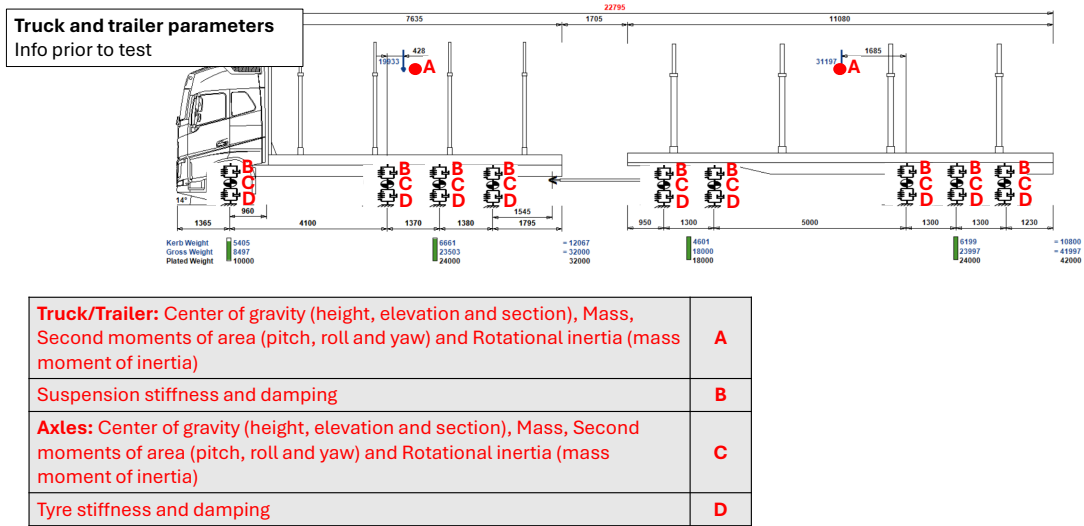 Truck and trailer parameters
Info prior to test
22795
7635 1705 11080
428 1685
19933 A 31197 A
B B B B B B B B B
C C C C C C C C C
D D D D D D D D D
14°
960 1545
1365 4100 1370 1380 1795 950 1300 5000 1300 1300 1230
Kerb Weight 5405 6661 = 12067 4601 6199 = 10800
Gross Weight 8497 23503 = 32000 18000 23997 = 41997
Plated Weight 10000 24000 32000 18000 24000 42000
Truck/Trailer: Center of gravity (height, elevation and section), Mass,
Second moments of area (pitch, roll and yaw) and Rotational inertia (mass
moment of inertia)
A
Suspension stiffness and damping B
Axles: Center of gravity (height, elevation and section), Mass, Second
moments of area (pitch, roll and yaw) and Rotational inertia (mass
moment of inertia)
C
Tyre stiffness and damping D